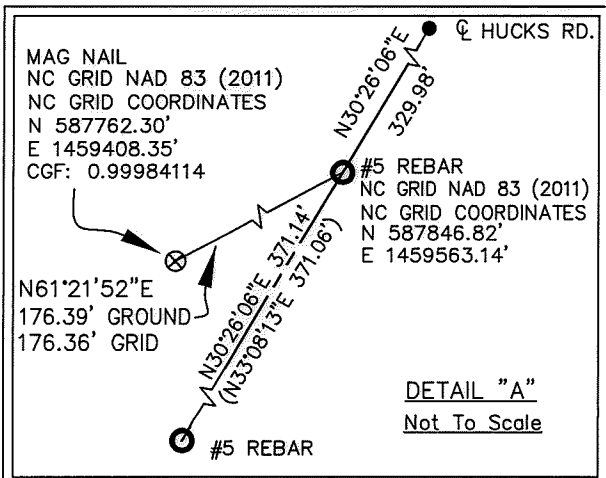 ℄ HUCKS RD.
N30°26'06"E
329.98'
MAG NAIL
NC GRID NAD 83 (2011)
NC GRID COORDINATES
N 587762.30'
E 1459408.35'
CGF: 0.99984114
#5 REBAR
NC GRID NAD 83 (2011)
NC GRID COORDINATES
N 587846.82'
E 1459563.14'
N61°21'52"E
176.39' GROUND
176.36' GRID
N30°26'06"E 371.14'
(N33°08'13"E 371.06')
#5 REBAR
DETAIL "A"
Not To Scale